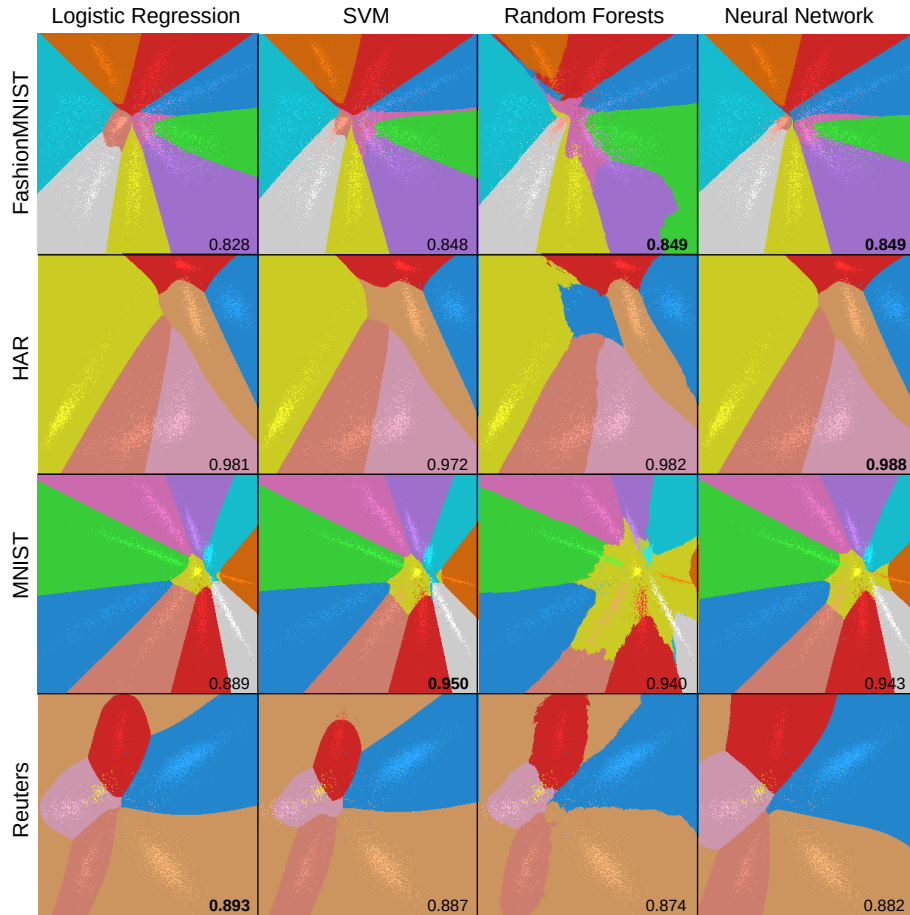 Logistic Regression SVM Random Forests Neural Network
FashionMNIST
0.828 0.848 0.849 0.849
HAR
0.981 0.972 0.982 0.988
MNIST
0.889 0.950 0.940 0.943
Reuters
0.893 0.887 0.874 0.882